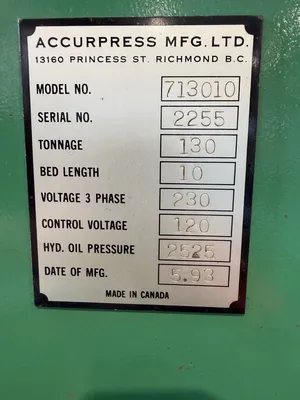 ACCURPRESS MFG. LTD.
13160 PRINCESS ST. RICHMOND B.C.
MODEL NO. 713010
SERIAL NO. 2255
TONNAGE 130
BED LENGTH 10
VOLTAGE 3 PHASE 230
CONTROL VOLTAGE 120
HYD. OIL PRESSURE 2525
DATE OF MFG. 5.93
MADE IN CANADA